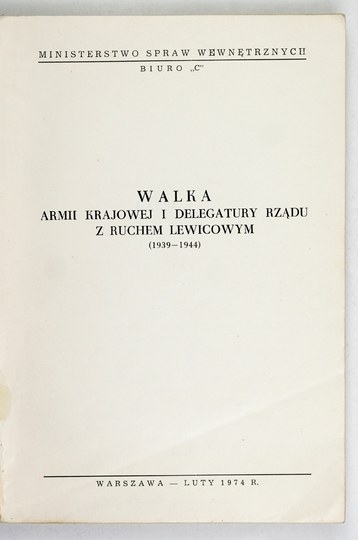 MINISTERSTWO SPRAW WEWNĘTRZNYCH
BIURO „C"
WALKA
ARMII KRAJOWEJ I DELEGATURY RZĄDU
Z RUCHEM LEWICOWYM
(1939—1944)
WARSZAWA — LUTY 1974 R.